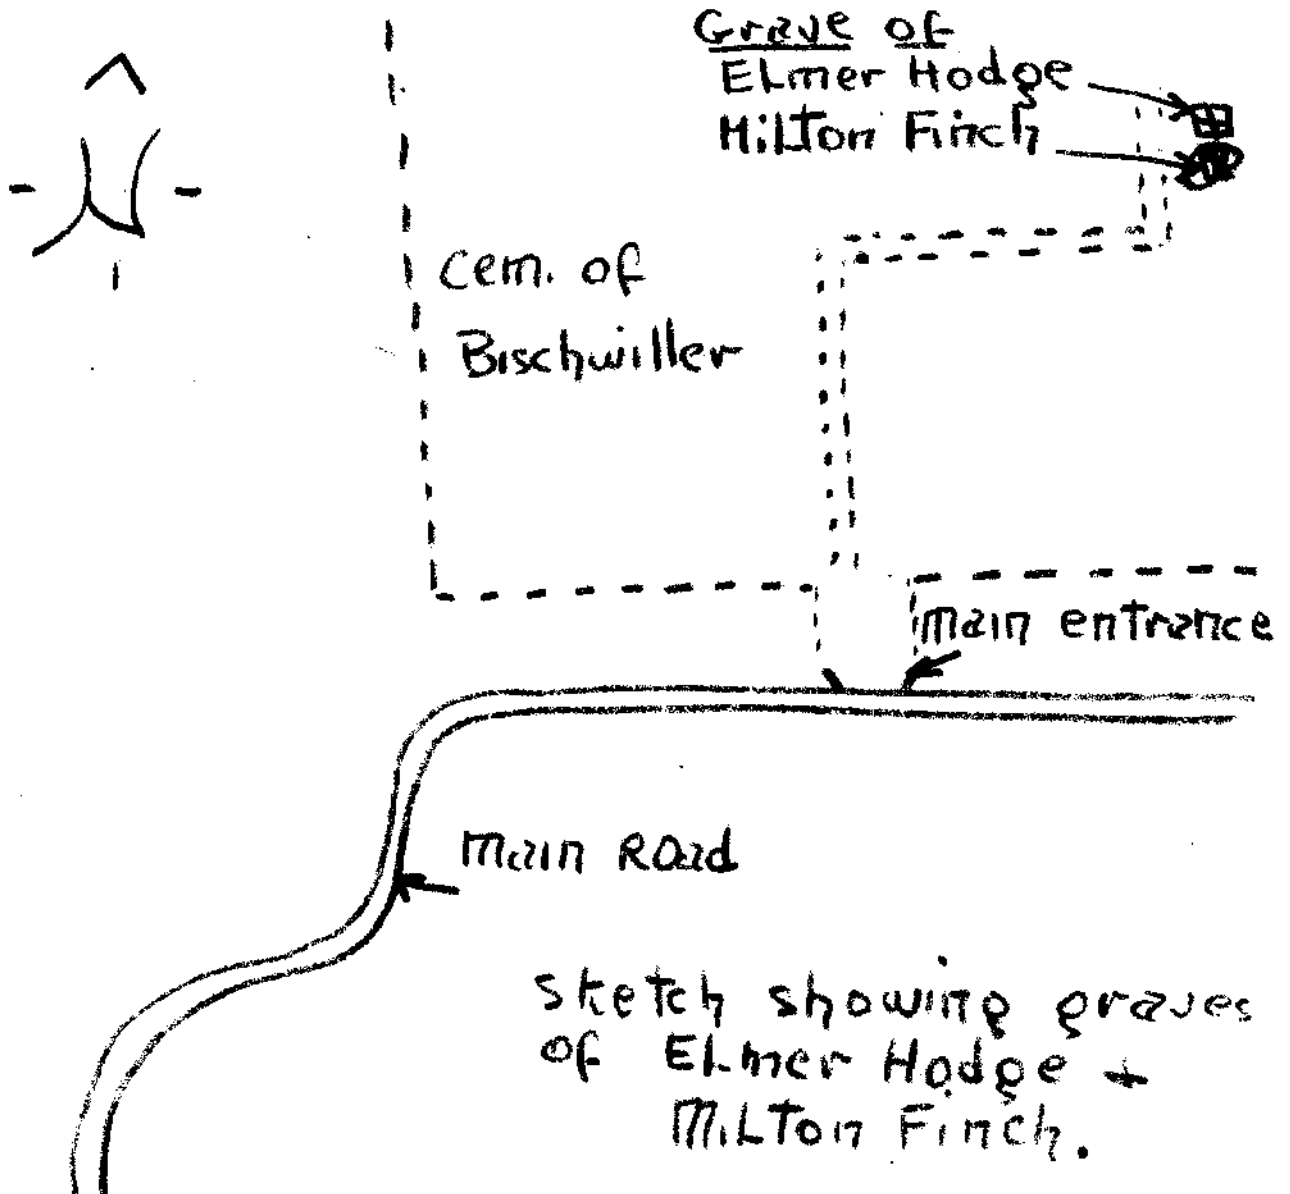 Grave of
Elmer Hodge
Milton Finch
N
Cem. of
Bischwiller
main entrance
main Road
Sketch showing graves
of Elmer Hodge +
Milton Finch.